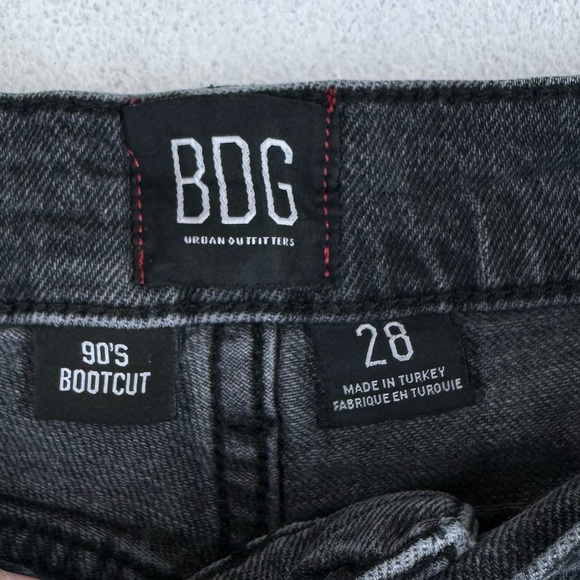 BDG
URBAN OUTFITTERS
90'S
BOOTCUT
28
MADE IN TURKEY
FABRIQUE EN TURQUIE